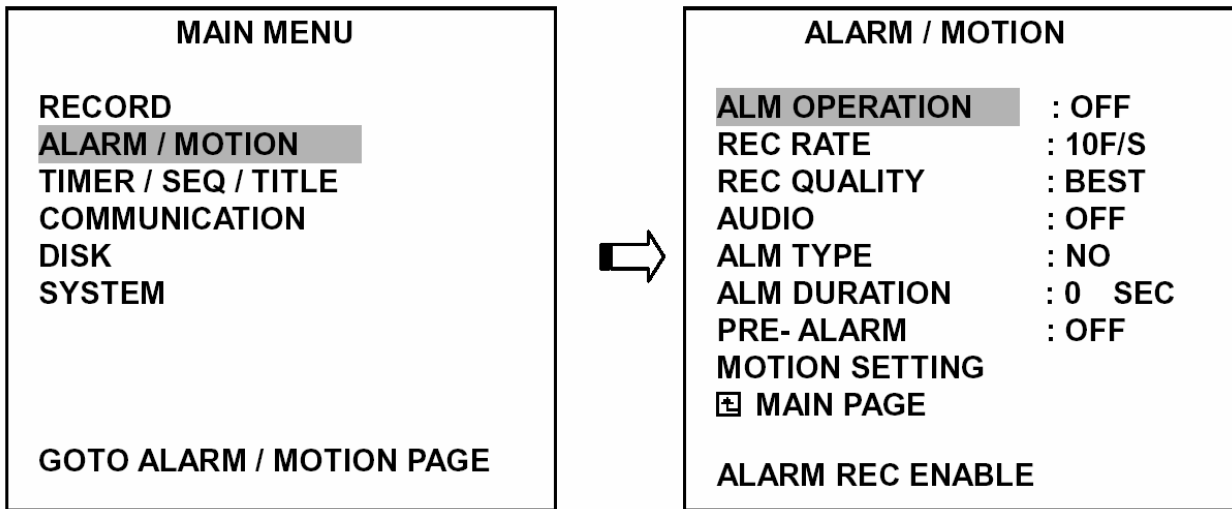 MAIN MENU
RECORD
ALARM / MOTION
TIMER / SEQ / TITLE
COMMUNICATION
DISK
SYSTEM
GOTO ALARM / MOTION PAGE
ALARM / MOTION
ALM OPERATION : OFF
REC RATE : 10F/S
REC QUALITY : BEST
AUDIO : OFF
ALM TYPE : NO
ALM DURATION : 0 SEC
PRE- ALARM : OFF
MOTION SETTING
MAIN PAGE
ALARM REC ENABLE